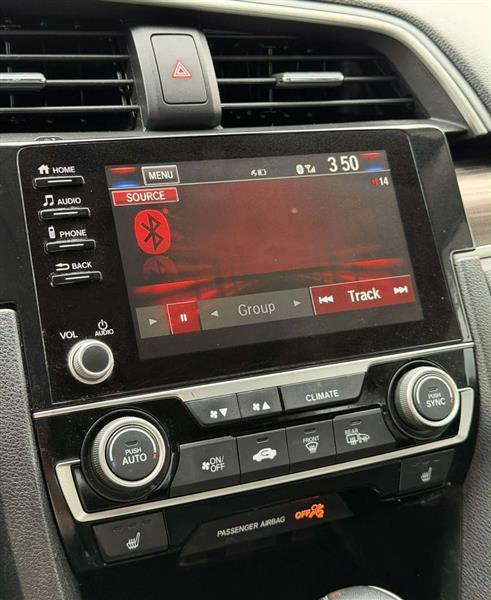 HOME
MENU
3:50
AUDIO
SOURCE
14
PHONE
BACK
Group
Track
VOL
AUDIO
CLIMATE
PUSH
AUTO
PUSH
SYNC
ON/
OFF
FRONT
REAR
PASSENGER AIRBAG
OFF